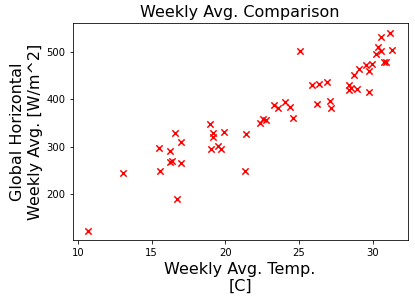 Weekly Avg. Comparison
Global Horizontal
Weekly Avg. [W/m^2]
500
400
300
200
10
15
20
25
30
Weekly Avg. Temp.
[C]